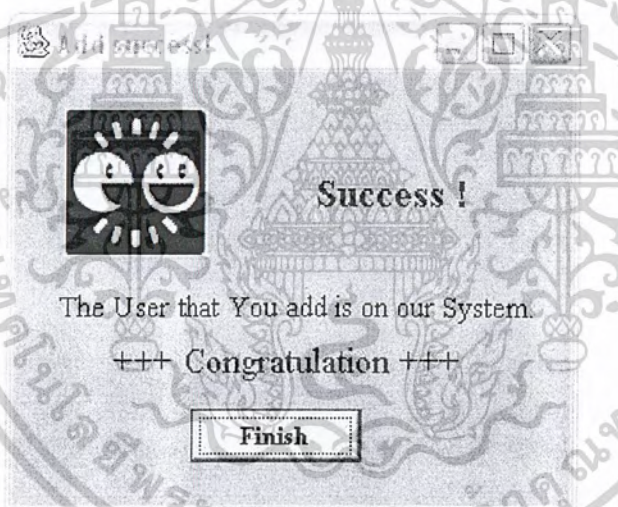 Add success!
Success !
The User that You add is on our System.
+++ Congratulation +++
Finish